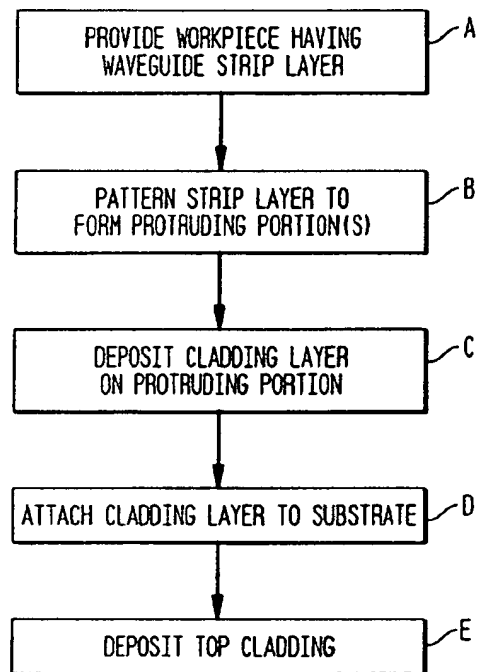 PROVIDE WORKPIECE HAVING
WAVEGUIDE STRIP LAYER
A
PATTERN STRIP LAYER TO
FORM PROTRUDING PORTION(S)
B
DEPOSIT CLADDING LAYER
ON PROTRUDING PORTION
C
ATTACH CLADDING LAYER TO SUBSTRATE
D
DEPOSIT TOP CLADDING
E